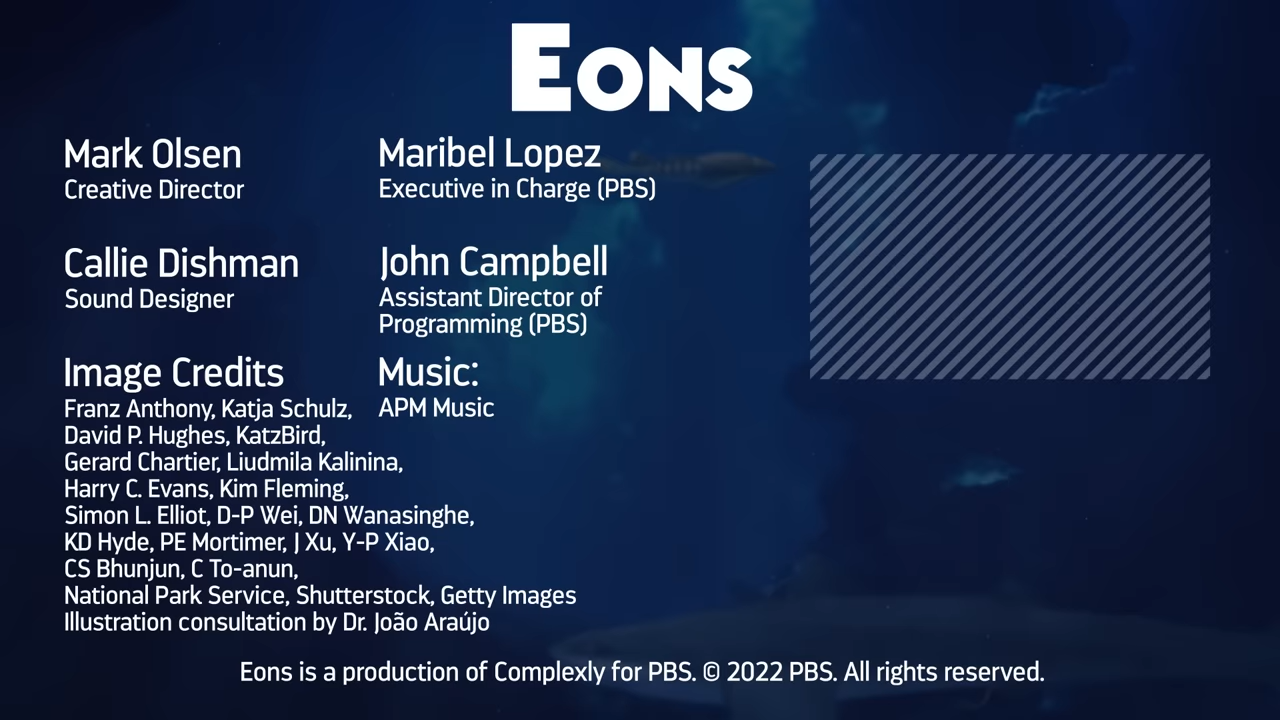 EONS
Mark Olsen
Creative Director
Maribel Lopez
Executive in Charge (PBS)
Callie Dishman
Sound Designer
John Campbell
Assistant Director of
Programming (PBS)
Image Credits
Franz Anthony, Katja Schulz,
David P. Hughes, KatzBird,
Gerard Chartier, Liudmila Kalinina,
Harry C. Evans, Kim Fleming,
Simon L. Elliot, D-P Wei, DN Wanasinghe,
KD Hyde, PE Mortimer, J Xu, Y-P Xiao,
CS Bhunjun, C To-anun,
National Park Service, Shutterstock, Getty Images
Illustration consultation by Dr. João Araújo
Music:
APM Music
Eons is a production of Complexly for PBS. © 2022 PBS. All rights reserved.